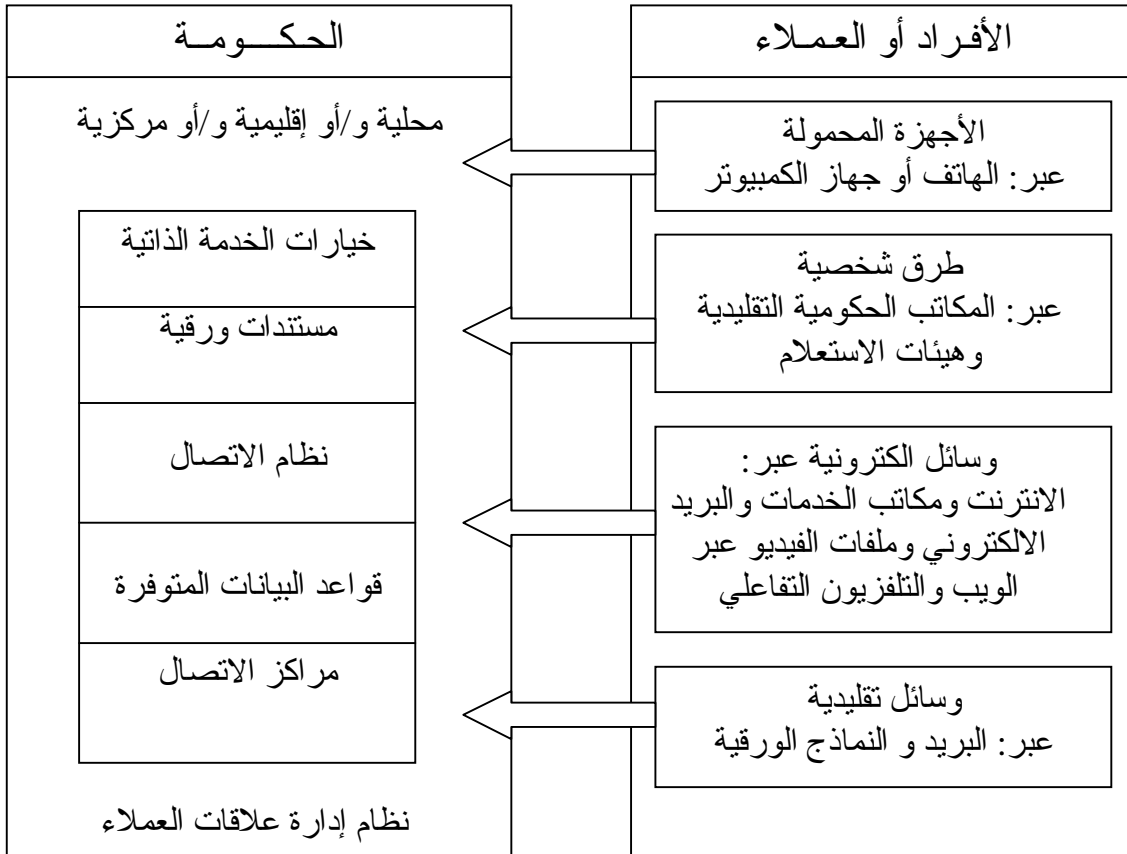 الأفراد أو العملاء
الأجهزة المحمولة
عبر: الهاتف أو جهاز الكمبيوتر
طرق شخصية
عبر: المكاتب الحكومية التقليدية
وهيئات الاستعلام
وسائل الكترونية عبر:
الانترنت ومكاتب الخدمات والبريد
الالكتروني وملفات الفيديو عبر
الويب والتلفزيون التفاعلي
وسائل تقليدية
عبر: البريد و النماذج الورقية
الحكومة
محلية و/أو إقليمية و/أو مركزية
خيارات الخدمة الذاتية
مستندات ورقية
نظام الاتصال
قواعد البيانات المتوفرة
مراكز الاتصال
نظام إدارة علاقات العملاء